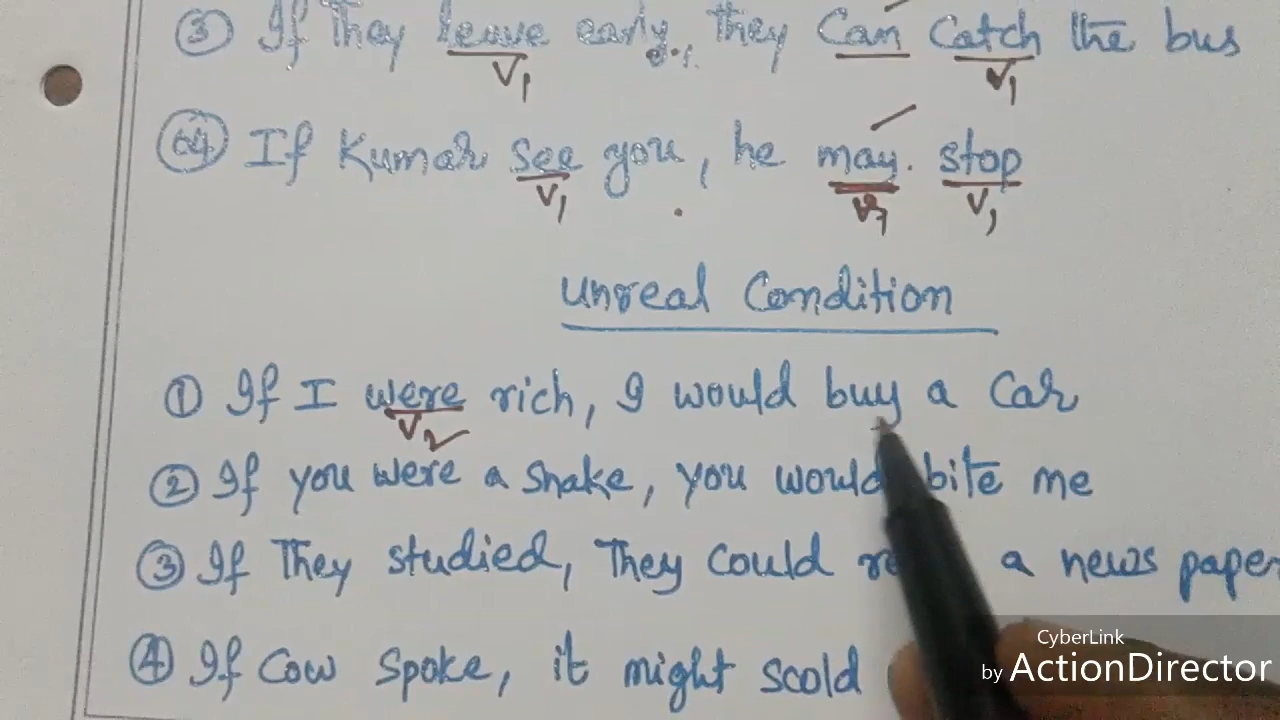 ③ If They leave early, they Can Catch the bus
V1 V1
④ If Kumar see you, he may. stop
V1 V1
Unreal Condition
① If I were rich, I would buy a Car
V2
② If you were a snake, you would bite me
③ If They studied, They Could a news paper
④ If Cow spoke, it might scold
CyberLink
by ActionDirector